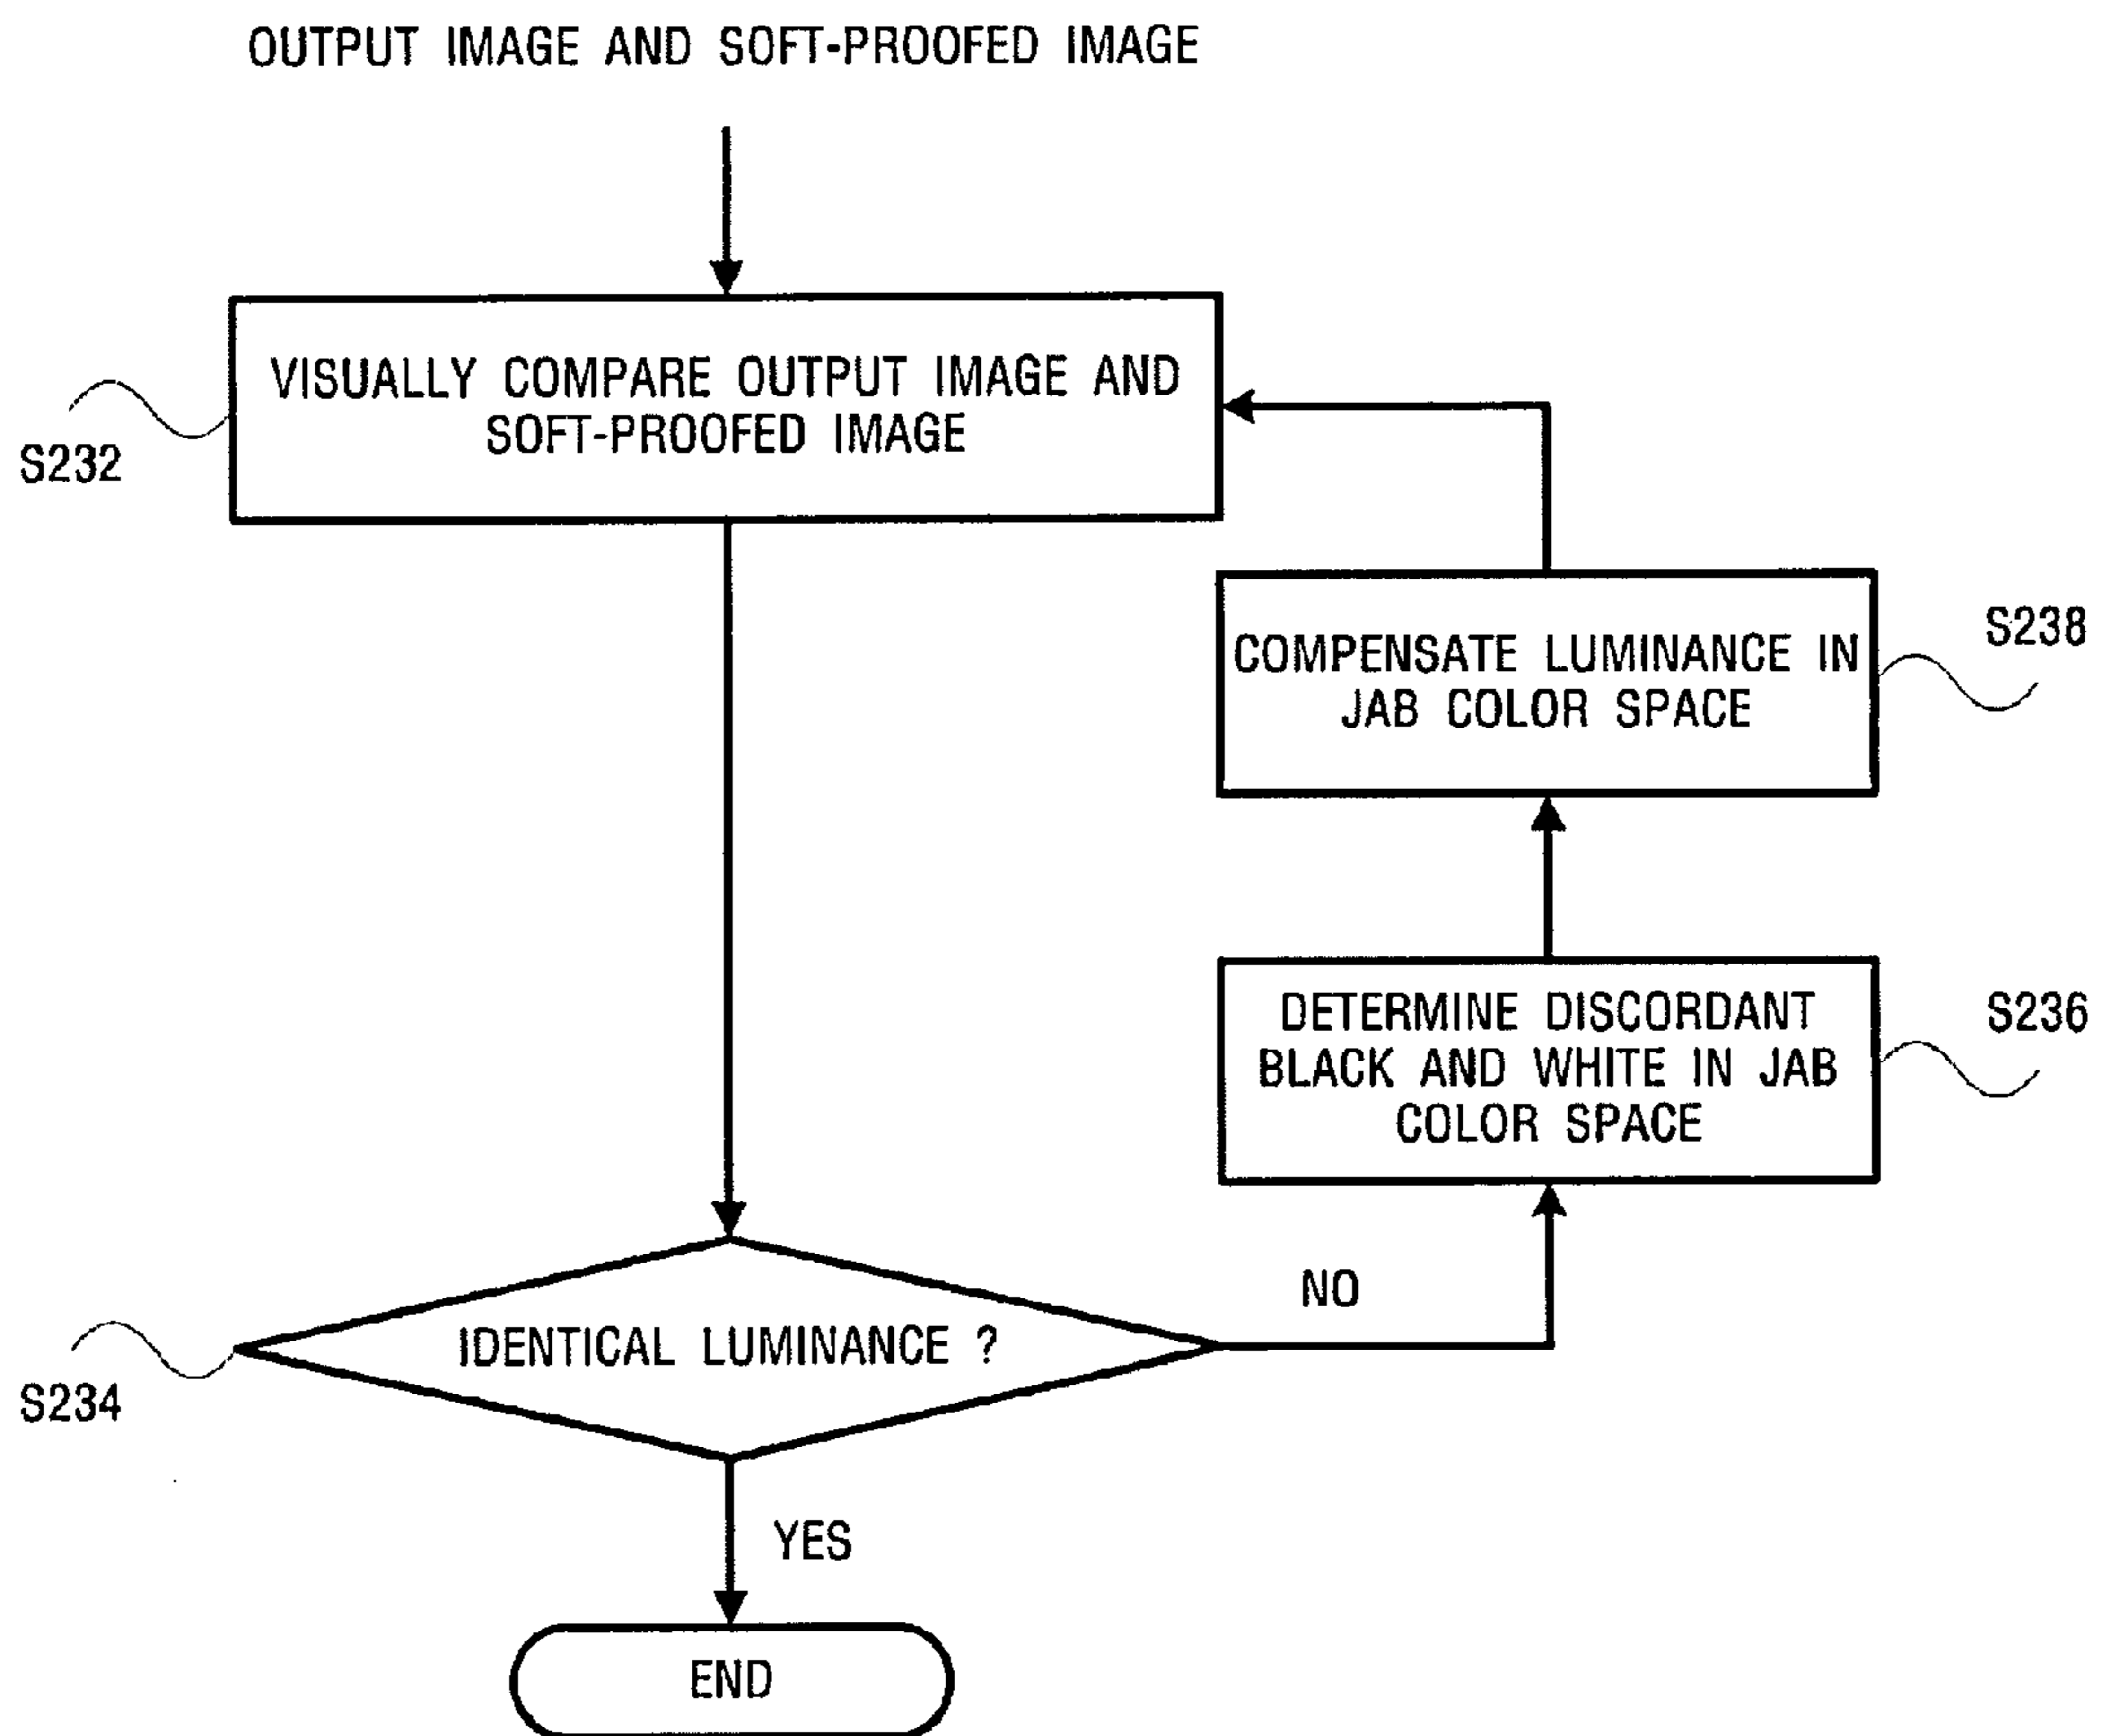 OUTPUT IMAGE AND SOFT-PROOFED IMAGE
VISUALLY COMPARE OUTPUT IMAGE AND
SOFT-PROOFED IMAGE
S232
COMPENSATE LUMINANCE IN
JAB COLOR SPACE
S238
DETERMINE DISCORDANT
BLACK AND WHITE IN JAB
COLOR SPACE
S236
IDENTICAL LUMINANCE ?
S234
NO
YES
END